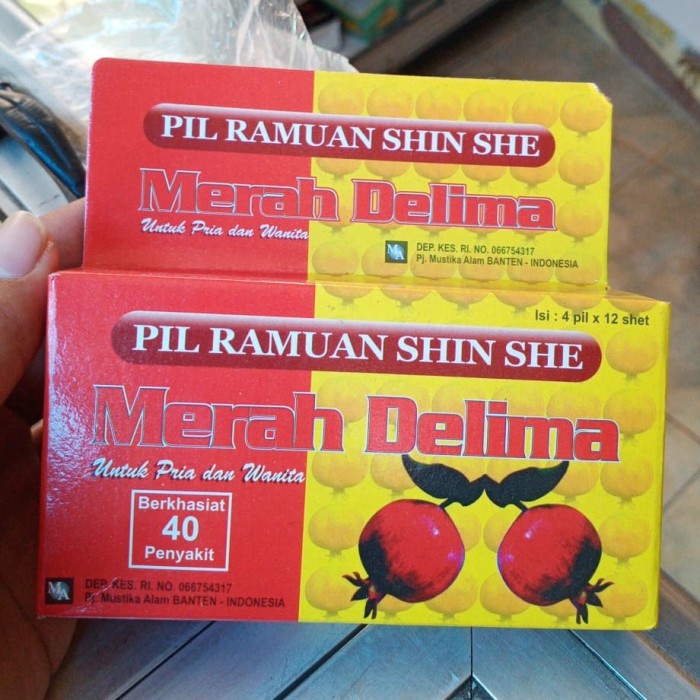 PIL RAMUAN SHIN SHE
Merah Delima
Untuk Pria dan Wanita
MA DEP. KES. RI. NO. 066754317
Pj. Mustika Alam BANTEN - INDONESIA
Isi : 4 pil x 12 shet
PIL RAMUAN SHIN SHE
Merah Delima
Untuk Pria dan Wanita
Berkhasiat
40
Penyakit
MA DEP. KES. RI. NO. 066754317
Pj. Mustika Alam BANTEN - INDONESIA